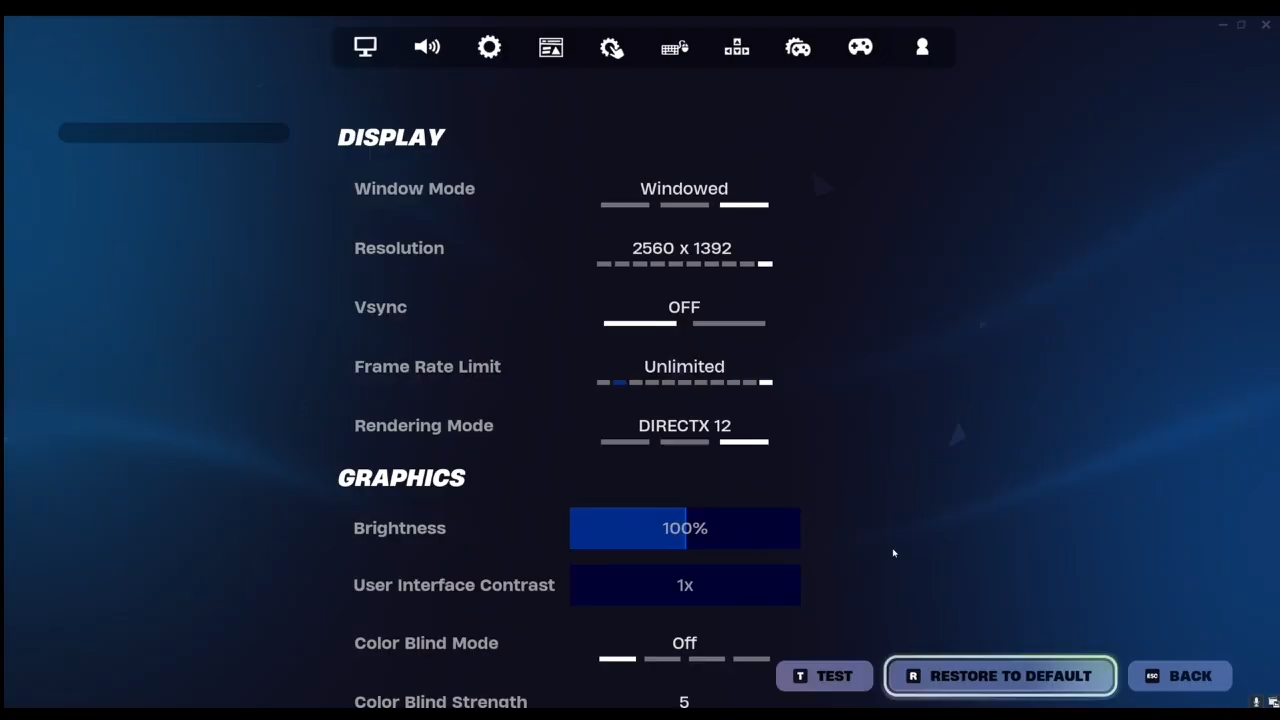 DISPLAY
Window Mode Windowed
Resolution 2560 x 1392
Vsync OFF
Frame Rate Limit Unlimited
Rendering Mode DIRECTX 12
GRAPHICS
Brightness 100%
User Interface Contrast 1x
Color Blind Mode Off
T TEST R RESTORE TO DEFAULT ESC BACK
Color Blind Strength 5